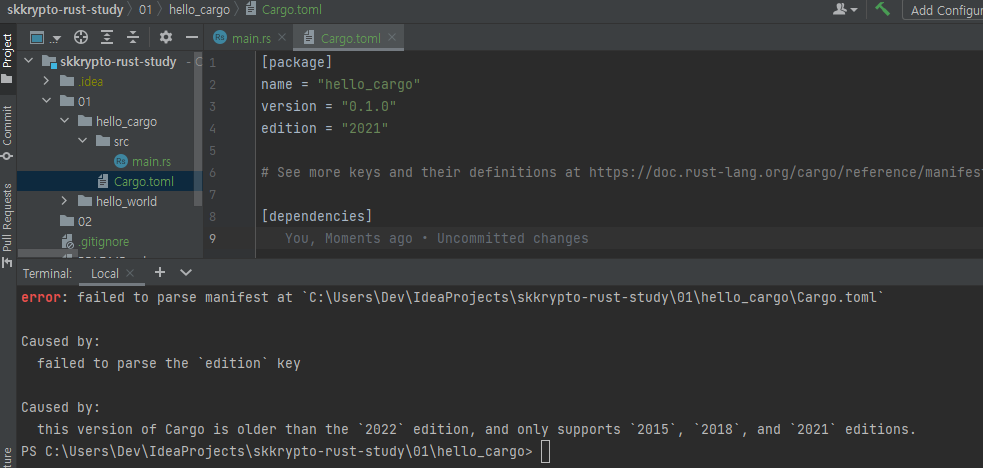 skkrypto-rust-study 〉 01 〉 hello_cargo 〉 Cargo.toml
Add Configur
Project
Commit
Pull Requests
ture
...
main.rs
Cargo.toml
skkrypto-rust-study – C
.idea
01
hello_cargo
src
main.rs
Cargo.toml
hello_world
02
.gitignore
1 [package]
2 name = "hello_cargo"
3 version = "0.1.0"
4 edition = "2021"
5
6 # See more keys and their definitions at https://doc.rust-lang.org/cargo/reference/manifest
7
8 [dependencies]
9 You, Moments ago • Uncommitted changes
Terminal: Local × + ∨
error: failed to parse manifest at `C:\Users\Dev\IdeaProjects\skkrypto-rust-study\01\hello_cargo\Cargo.toml`
Caused by:
failed to parse the `edition` key
Caused by:
this version of Cargo is older than the `2022` edition, and only supports `2015`, `2018`, and `2021` editions.
PS C:\Users\Dev\IdeaProjects\skkrypto-rust-study\01\hello_cargo>